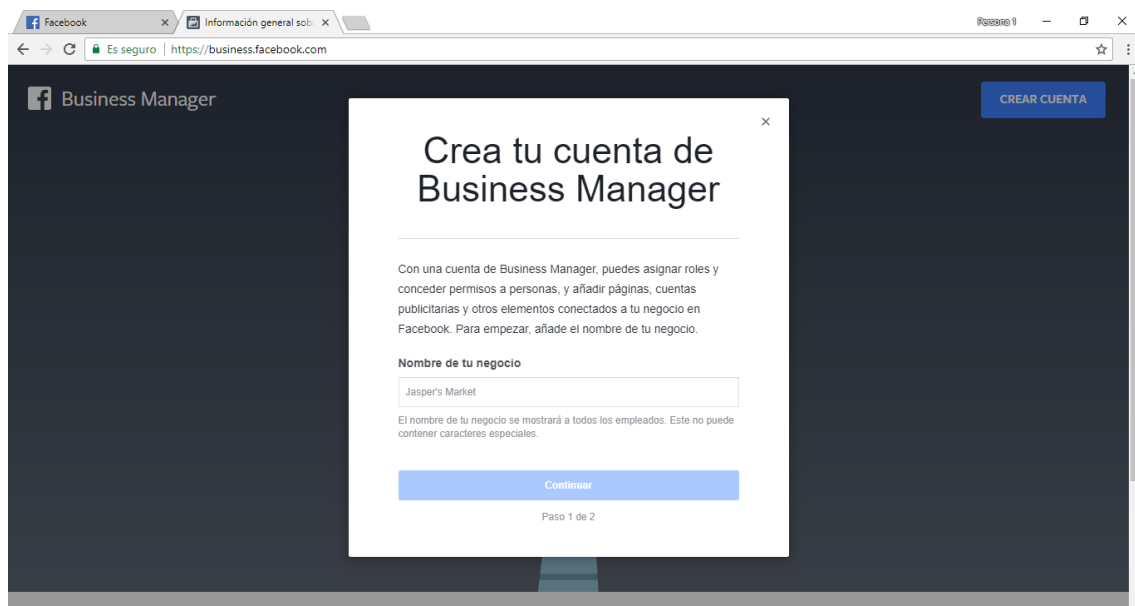 Facebook
Información general sob
Persona 1
Es seguro
https://business.facebook.com
Business Manager
CREAR CUENTA
Crea tu cuenta de
Business Manager
Con una cuenta de Business Manager, puedes asignar roles y
conceder permisos a personas, y añadir páginas, cuentas
publicitarias y otros elementos conectados a tu negocio en
Facebook. Para empezar, añade el nombre de tu negocio.
Nombre de tu negocio
Jasper's Market
El nombre de tu negocio se mostrará a todos los empleados. Este no puede
contener caracteres especiales.
Continuar
Paso 1 de 2